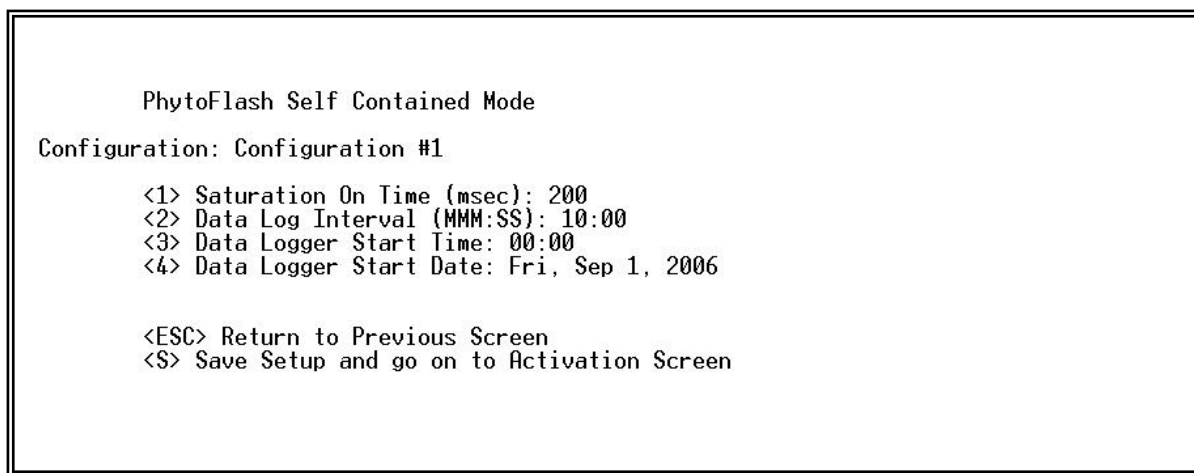 PhytoFlash Self Contained Mode
Configuration: Configuration #1
<1> Saturation On Time (msec): 200
<2> Data Log Interval (MMM:SS): 10:00
<3> Data Logger Start Time: 00:00
<4> Data Logger Start Date: Fri, Sep 1, 2006
<ESC> Return to Previous Screen
<S> Save Setup and go on to Activation Screen